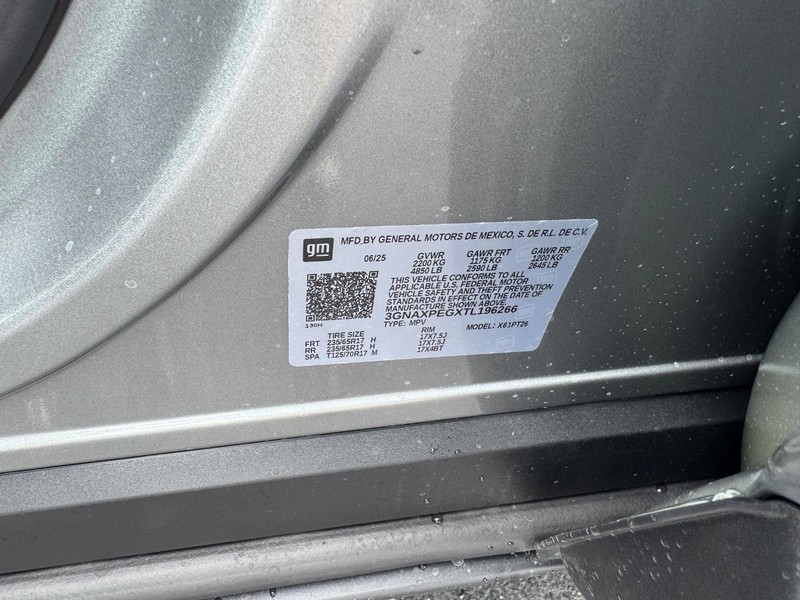 gm MFD BY GENERAL MOTORS DE MEXICO, S. DE R.L. DE C.V.
06/25 GVWR GAWR FRT GAWR RR
2200 KG 1175 KG 1200 KG
4850 LB 2590 LB 2645 LB
THIS VEHICLE CONFORMS TO ALL
APPLICABLE U.S. FEDERAL MOTOR
VEHICLE SAFETY AND THEFT PREVENTION
STANDARDS IN EFFECT ON THE DATE OF
MANUFACTURE SHOWN ABOVE.
3GNAXPEGXTL196266
130H
TYPE: MPV MODEL: X61PT26
TIRE SIZE RIM
FRT 235/65R17 H 17X7.5J
RR 235/65R17 H 17X7.5J
SPA T125/70R17 M 17X4BT